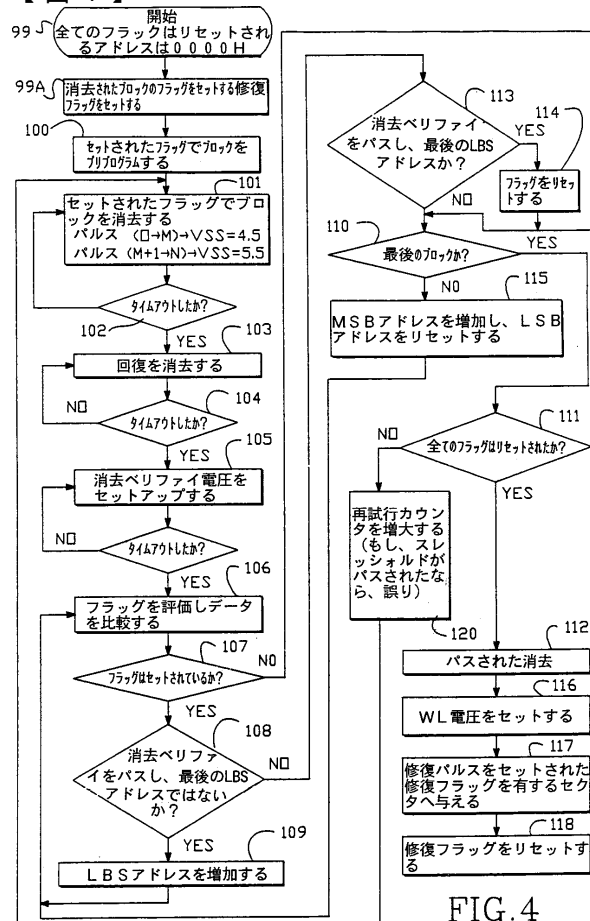 99
開始
全てのフラックはリセットされ
るアドレスは0000H
99A
消去されたブロックのフラグをセットする修復
フラグをセットする
100
セットされたフラグでブロックを
プリプログラムする
101
セットされたフラグでブロ
ックを消去する
パルス (0→M)→VSS=4.5
パルス (M+1→N)→VSS=5.5
102
タイムアウトしたか?
YES
103
回復を消去する
104
NO
タイムアウトしたか?
YES
105
消去ベリファイ電圧を
セットアップする
NO
タイムアウトしたか?
YES
106
フラッグを評価しデータ
を比較する
107
フラッグはセットされているか?
NO
YES
108
消去ベリファ
イをパスし、最後のLBS
アドレスではない
か?
NO
YES
109
LBSアドレスを増加する
113
消去ベリファイ
をパスし、最後のLBS
アドレスか?
YES
114
フラッグをリセッ
トする
NO
110
最後のブロックか?
YES
NO
115
MSBアドレスを増加し、LSB
アドレスをリセットする
111
NO
全てのフラッグはリセットされたか?
YES
再試行カウン
タを増大する
(もし、スレ
ッショルドが
パスされたな
ら、誤り)
120
112
パスされた消去
116
WL電圧をセットする
117
修復パルスをセットされた
修復フラッグを有するセク
タへ与える
118
修復フラッグをリセットす
る
FIG.4